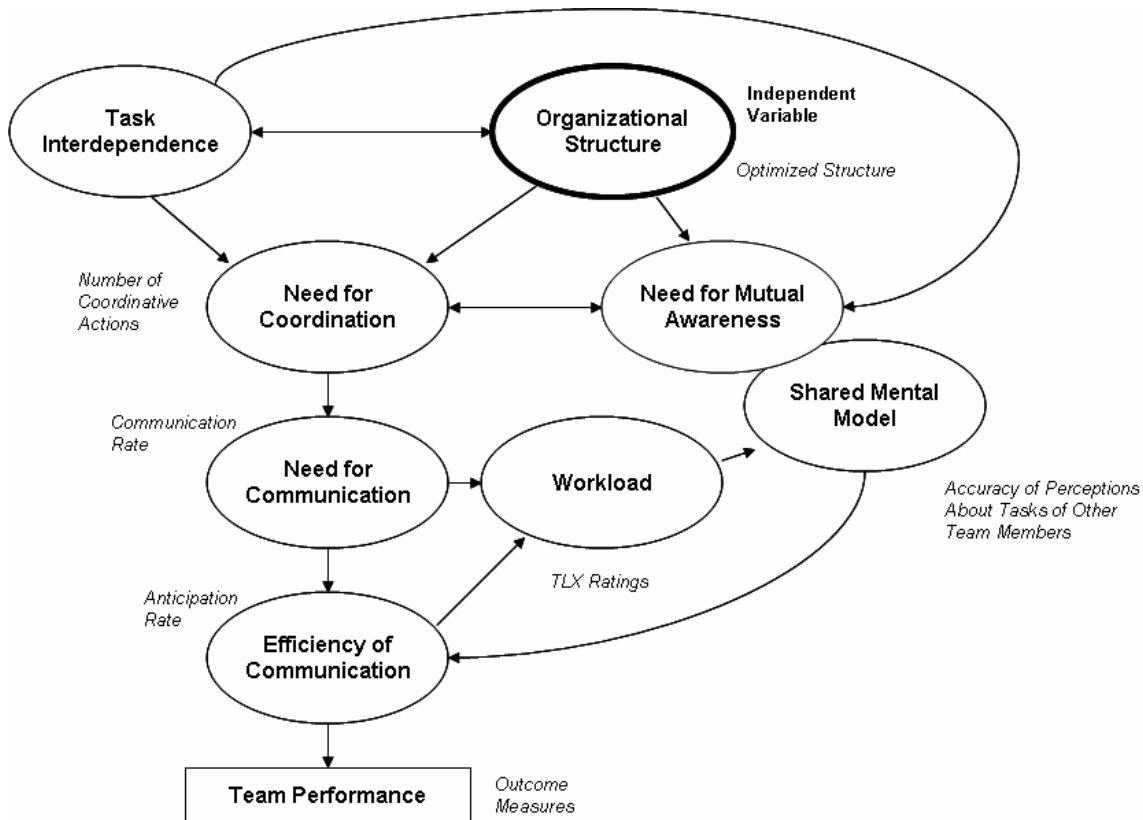 Task
Interdependence
Organizational
Structure
Independent
Variable
Optimized Structure
Number of
Coordinative
Actions
Need for
Coordination
Need for Mutual
Awareness
Shared Mental
Model
Communication
Rate
Need for
Communication
Workload
Accuracy of Perceptions
About Tasks of Other
Team Members
TLX Ratings
Anticipation
Rate
Efficiency of
Communication
Team Performance
Outcome
Measures